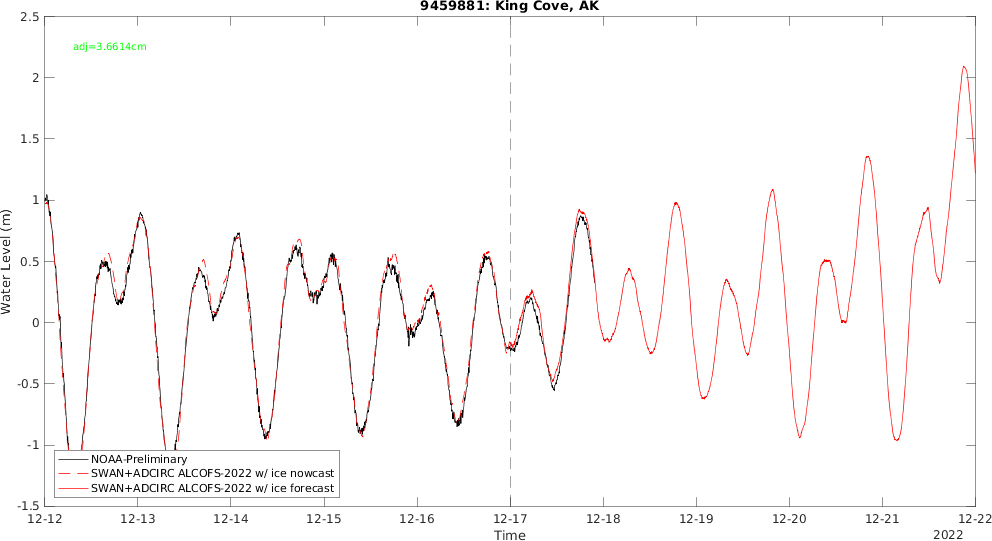 9459881: King Cove, AK
adj=3.6614cm
Water Level (m)
2.5
2
1.5
1
0.5
0
-0.5
-1
-1.5
NOAA-Preliminary
SWAN+ADCIRC ALCOFS-2022 w/ ice nowcast
SWAN+ADCIRC ALCOFS-2022 w/ ice forecast
12-12 12-13 12-14 12-15 12-16 12-17 12-18 12-19 12-20 12-21 12-22
Time
2022